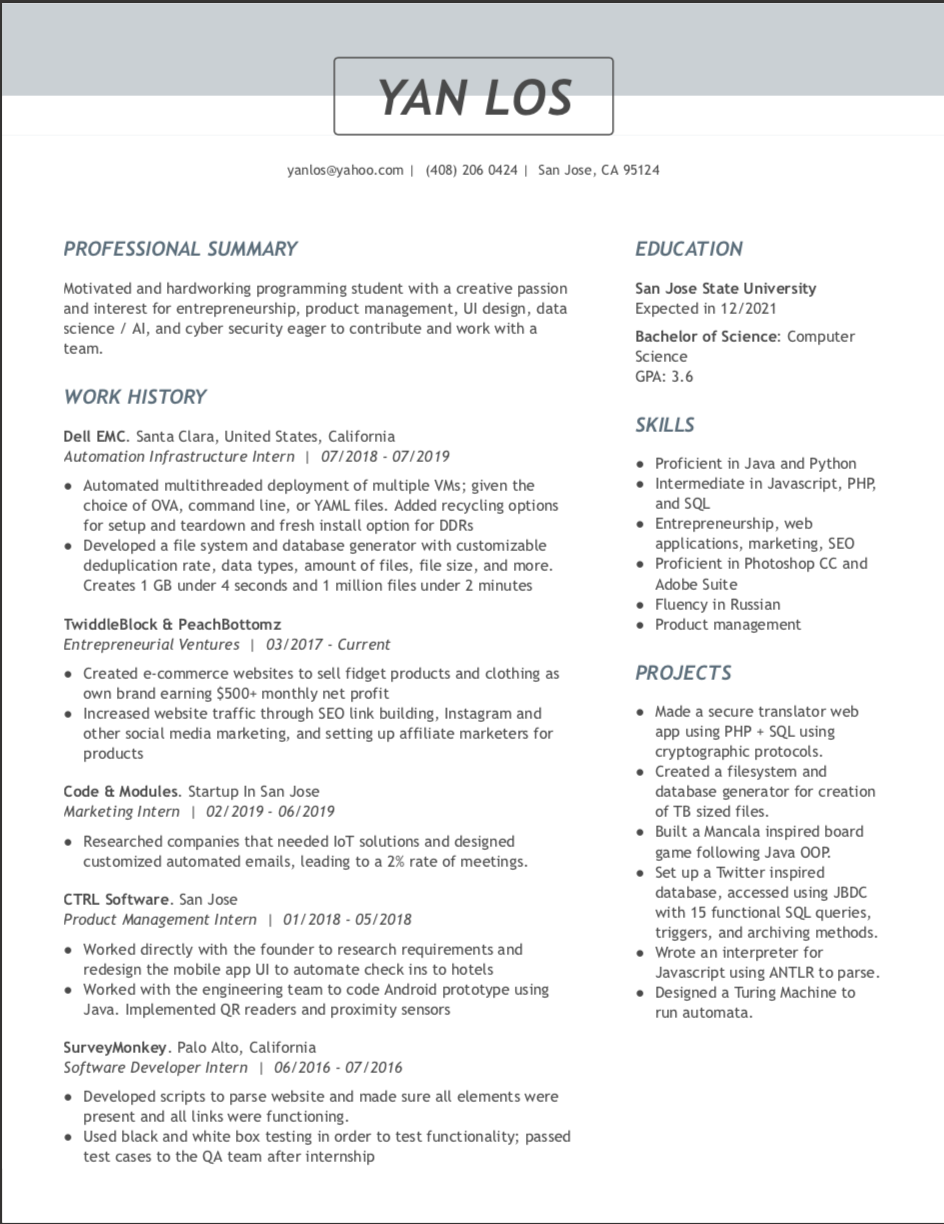 YAN LOS
yanlos@yahoo.com | (408) 206 0424 | San Jose, CA 95124
PROFESSIONAL SUMMARY
Motivated and hardworking programming student with a creative passion
and interest for entrepreneurship, product management, UI design, data
science / AI, and cyber security eager to contribute and work with a
team.
WORK HISTORY
Dell EMC. Santa Clara, United States, California
Automation Infrastructure Intern | 07/2018 - 07/2019
● Automated multithreaded deployment of multiple VMs; given the
choice of OVA, command line, or YAML files. Added recycling options
for setup and teardown and fresh install option for DDRs
● Developed a file system and database generator with customizable
deduplication rate, data types, amount of files, file size, and more.
Creates 1 GB under 4 seconds and 1 million files under 2 minutes
TwiddleBlock & PeachBottomz
Entrepreneurial Ventures | 03/2017 - Current
● Created e-commerce websites to sell fidget products and clothing as
own brand earning $500+ monthly net profit
● Increased website traffic through SEO link building, Instagram and
other social media marketing, and setting up affiliate marketers for
products
Code & Modules. Startup In San Jose
Marketing Intern | 02/2019 - 06/2019
● Researched companies that needed IoT solutions and designed
customized automated emails, leading to a 2% rate of meetings.
CTRL Software. San Jose
Product Management Intern | 01/2018 - 05/2018
● Worked directly with the founder to research requirements and
redesign the mobile app UI to automate check ins to hotels
● Worked with the engineering team to code Android prototype using
Java. Implemented QR readers and proximity sensors
SurveyMonkey. Palo Alto, California
Software Developer Intern | 06/2016 - 07/2016
● Developed scripts to parse website and made sure all elements were
present and all links were functioning.
● Used black and white box testing in order to test functionality; passed
test cases to the QA team after internship
EDUCATION
San Jose State University
Expected in 12/2021
Bachelor of Science: Computer
Science
GPA: 3.6
SKILLS
● Proficient in Java and Python
● Intermediate in Javascript, PHP,
and SQL
● Entrepreneurship, web
applications, marketing, SEO
● Proficient in Photoshop CC and
Adobe Suite
● Fluency in Russian
● Product management
PROJECTS
● Made a secure translator web
app using PHP + SQL using
cryptographic protocols.
● Created a filesystem and
database generator for creation
of TB sized files.
● Built a Mancala inspired board
game following Java OOP.
● Set up a Twitter inspired
database, accessed using JBDC
with 15 functional SQL queries,
triggers, and archiving methods.
● Wrote an interpreter for
Javascript using ANTLR to parse.
● Designed a Turing Machine to
run automata.